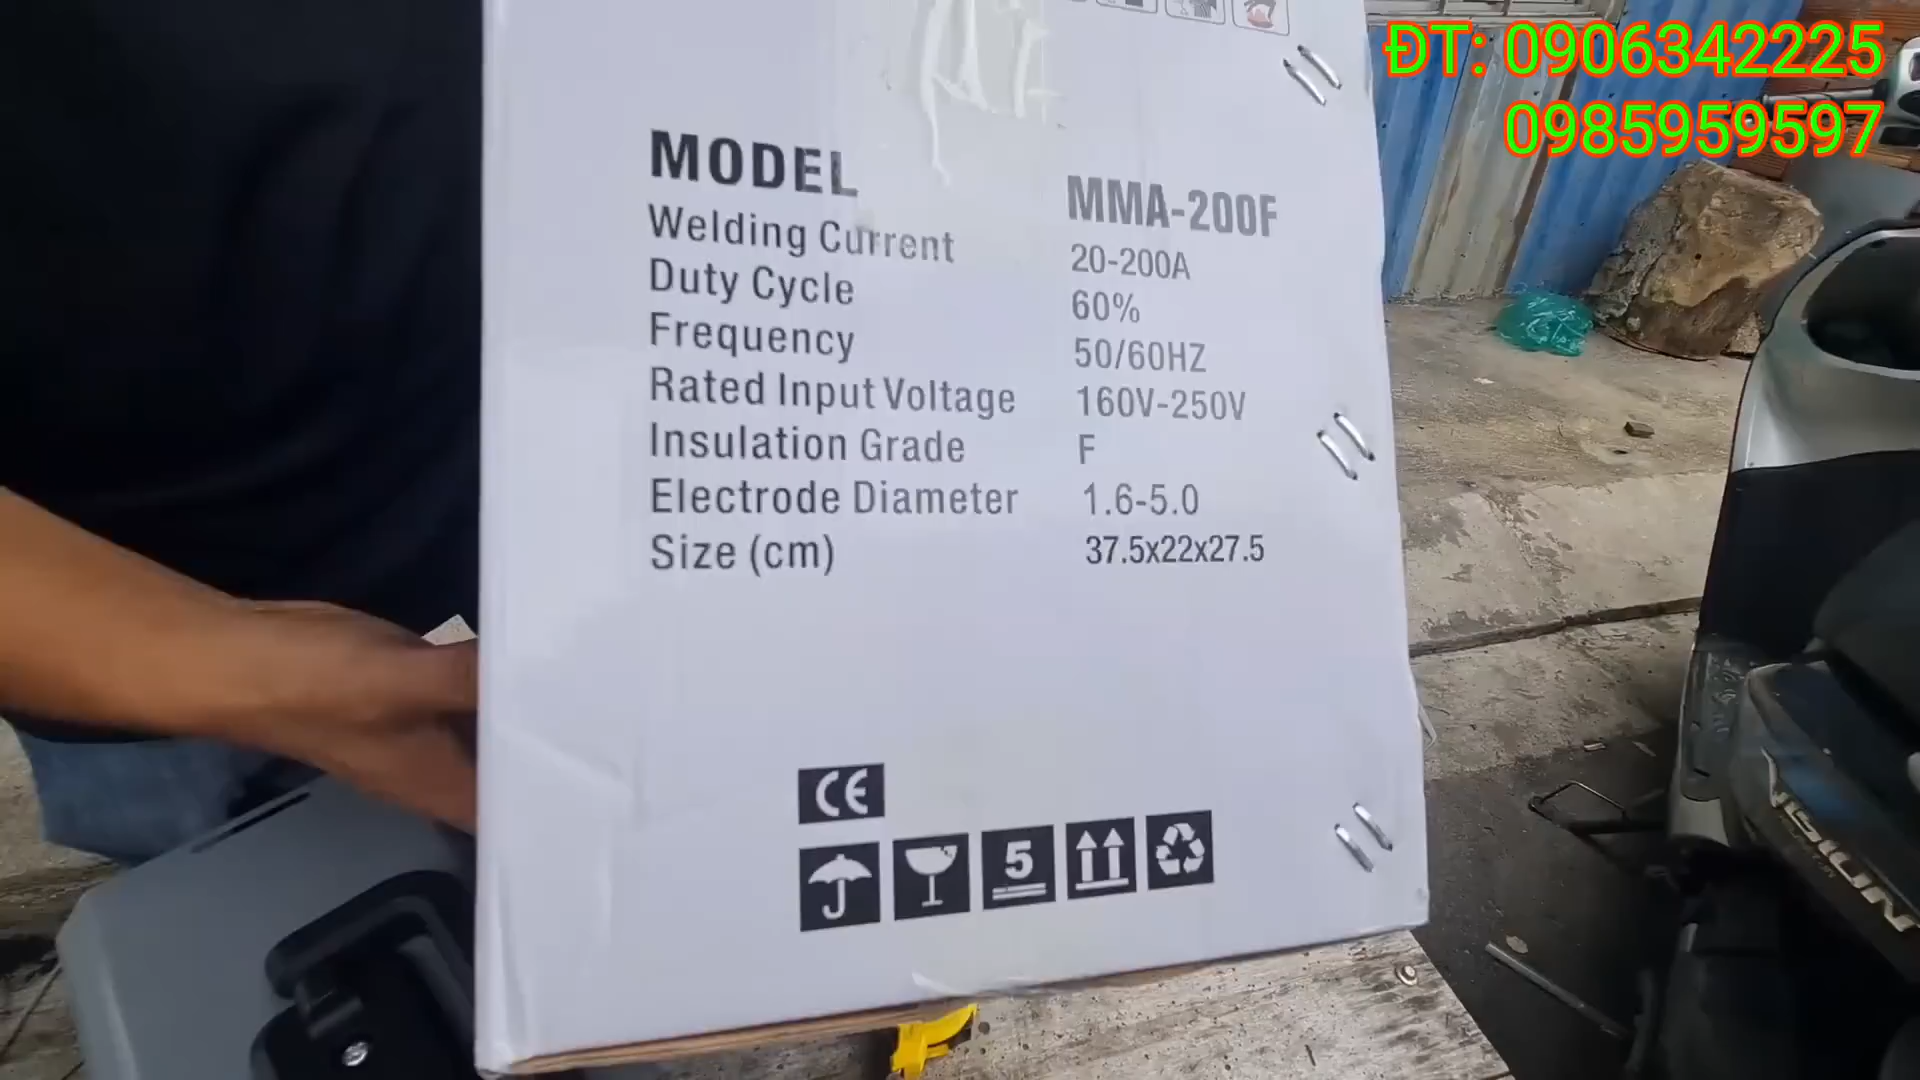 ĐT: 0906342225
0985959597
MODEL MMA-200F
Welding Current 20-200A
Duty Cycle 60%
Frequency 50/60HZ
Rated Input Voltage 160V-250V
Insulation Grade F
Electrode Diameter 1.6-5.0
Size (cm) 37.5x22x27.5
CE
5
VISION